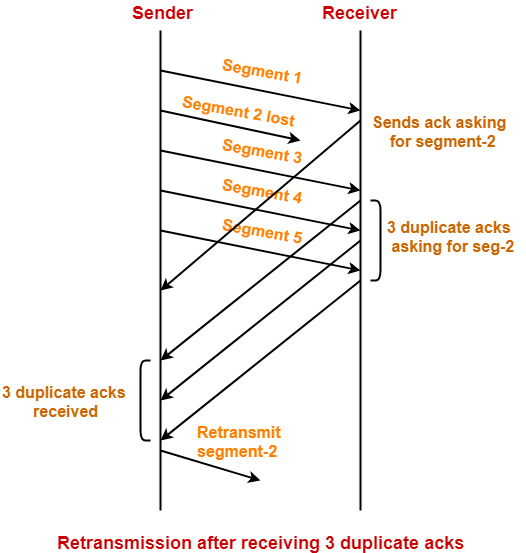 Sender
Receiver
Segment 1
Segment 2 lost
Sends ack asking
for segment-2
Segment 3
Segment 4
Segment 5
3 duplicate acks
asking for seg-2
3 duplicate acks
received
Retransmit
segment-2
Retransmission after receiving 3 duplicate acks